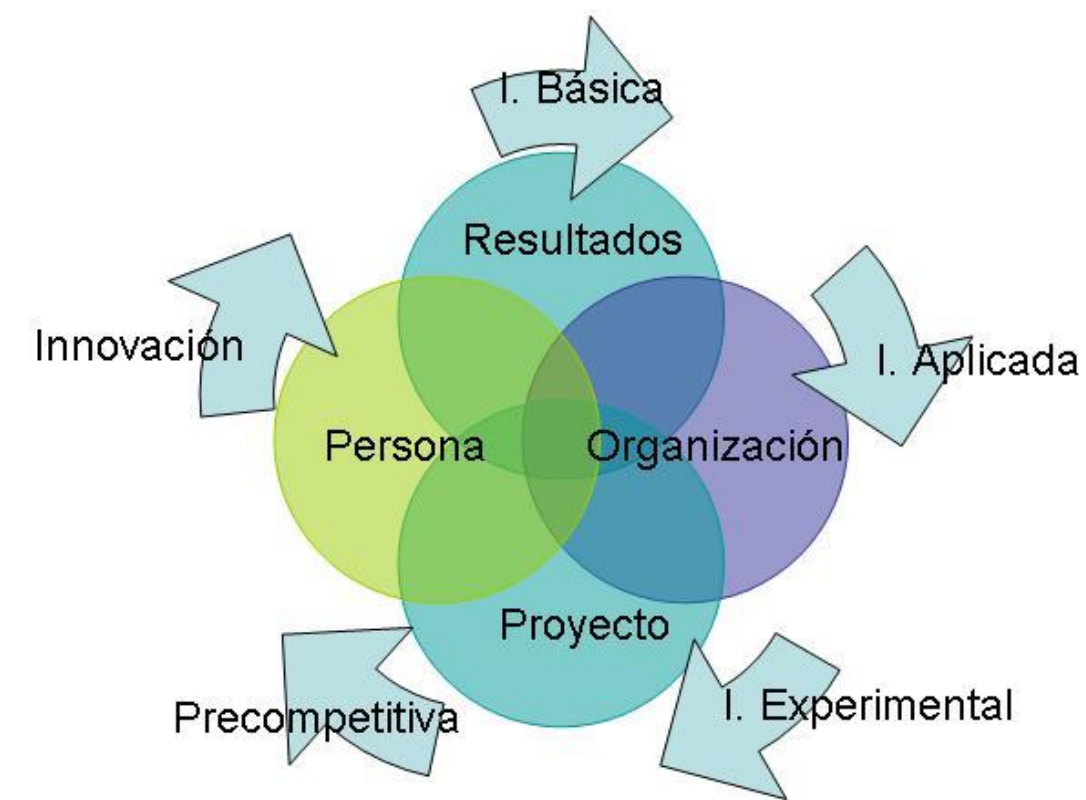 I. Básica
Resultados
Innovación
I. Aplicada
Persona
Organización
Proyecto
Precompetitiva
I. Experimental